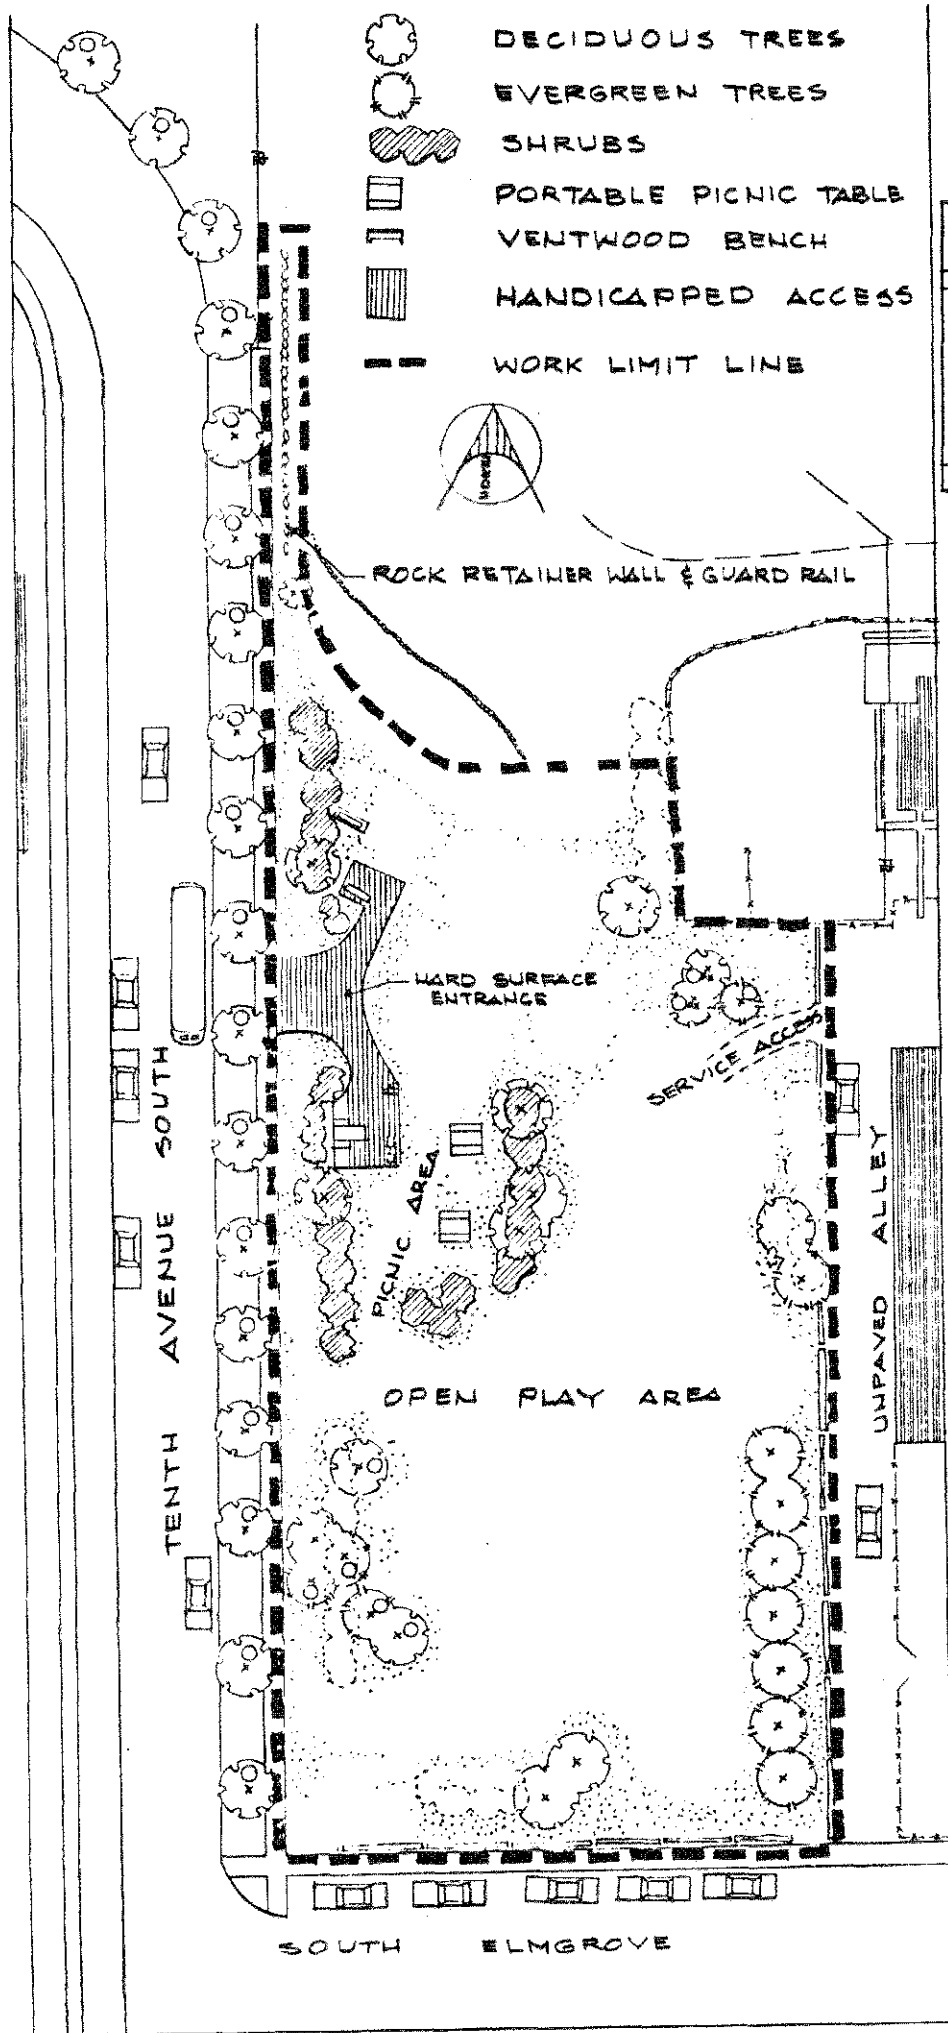 DECIDUOUS TREES
EVERGREEN TREES
SHRUBS
PORTABLE PICNIC TABLE
VENTWOOD BENCH
HANDICAPPED ACCESS
WORK LIMIT LINE
NORTH
ROCK RETAINER WALL & GUARD RAIL
HARD SURFACE
ENTRANCE
SERVICE ACCESS
PICNIC AREA
OPEN PLAY AREA
TENTH AVENUE SOUTH
UNPAVED ALLEY
SOUTH ELMGROVE